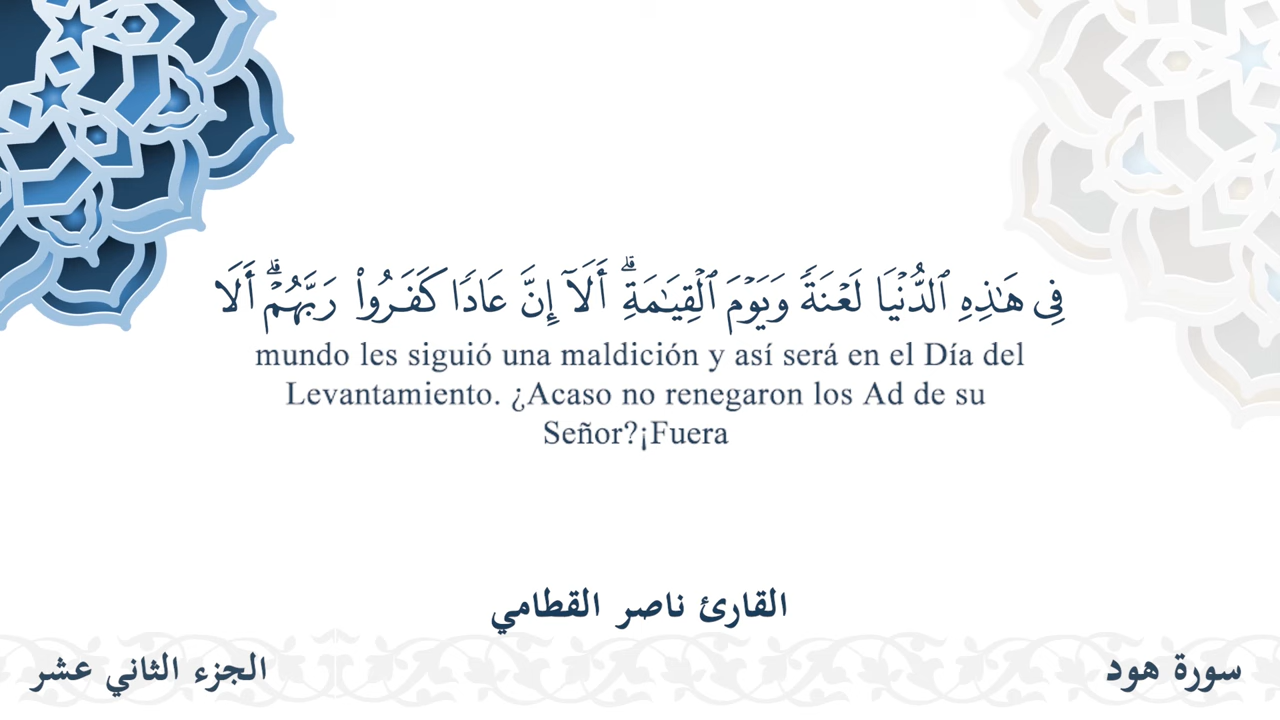 فِي هَٰذِهِ ٱلدُّنْيَا لَعْنَةً وَيَوْمَ ٱلْقِيَٰمَةِۗ أَلَآ إِنَّ عَادًا كَفَرُوا۟ رَبَّهُمْۗ أَلَا
mundo les siguió una maldición y así será en el Día del
Levantamiento. ¿Acaso no renegaron los Ad de su
Señor?¡Fuera
القارئ ناصر القطامي
سورة هود
الجزء الثاني عشر